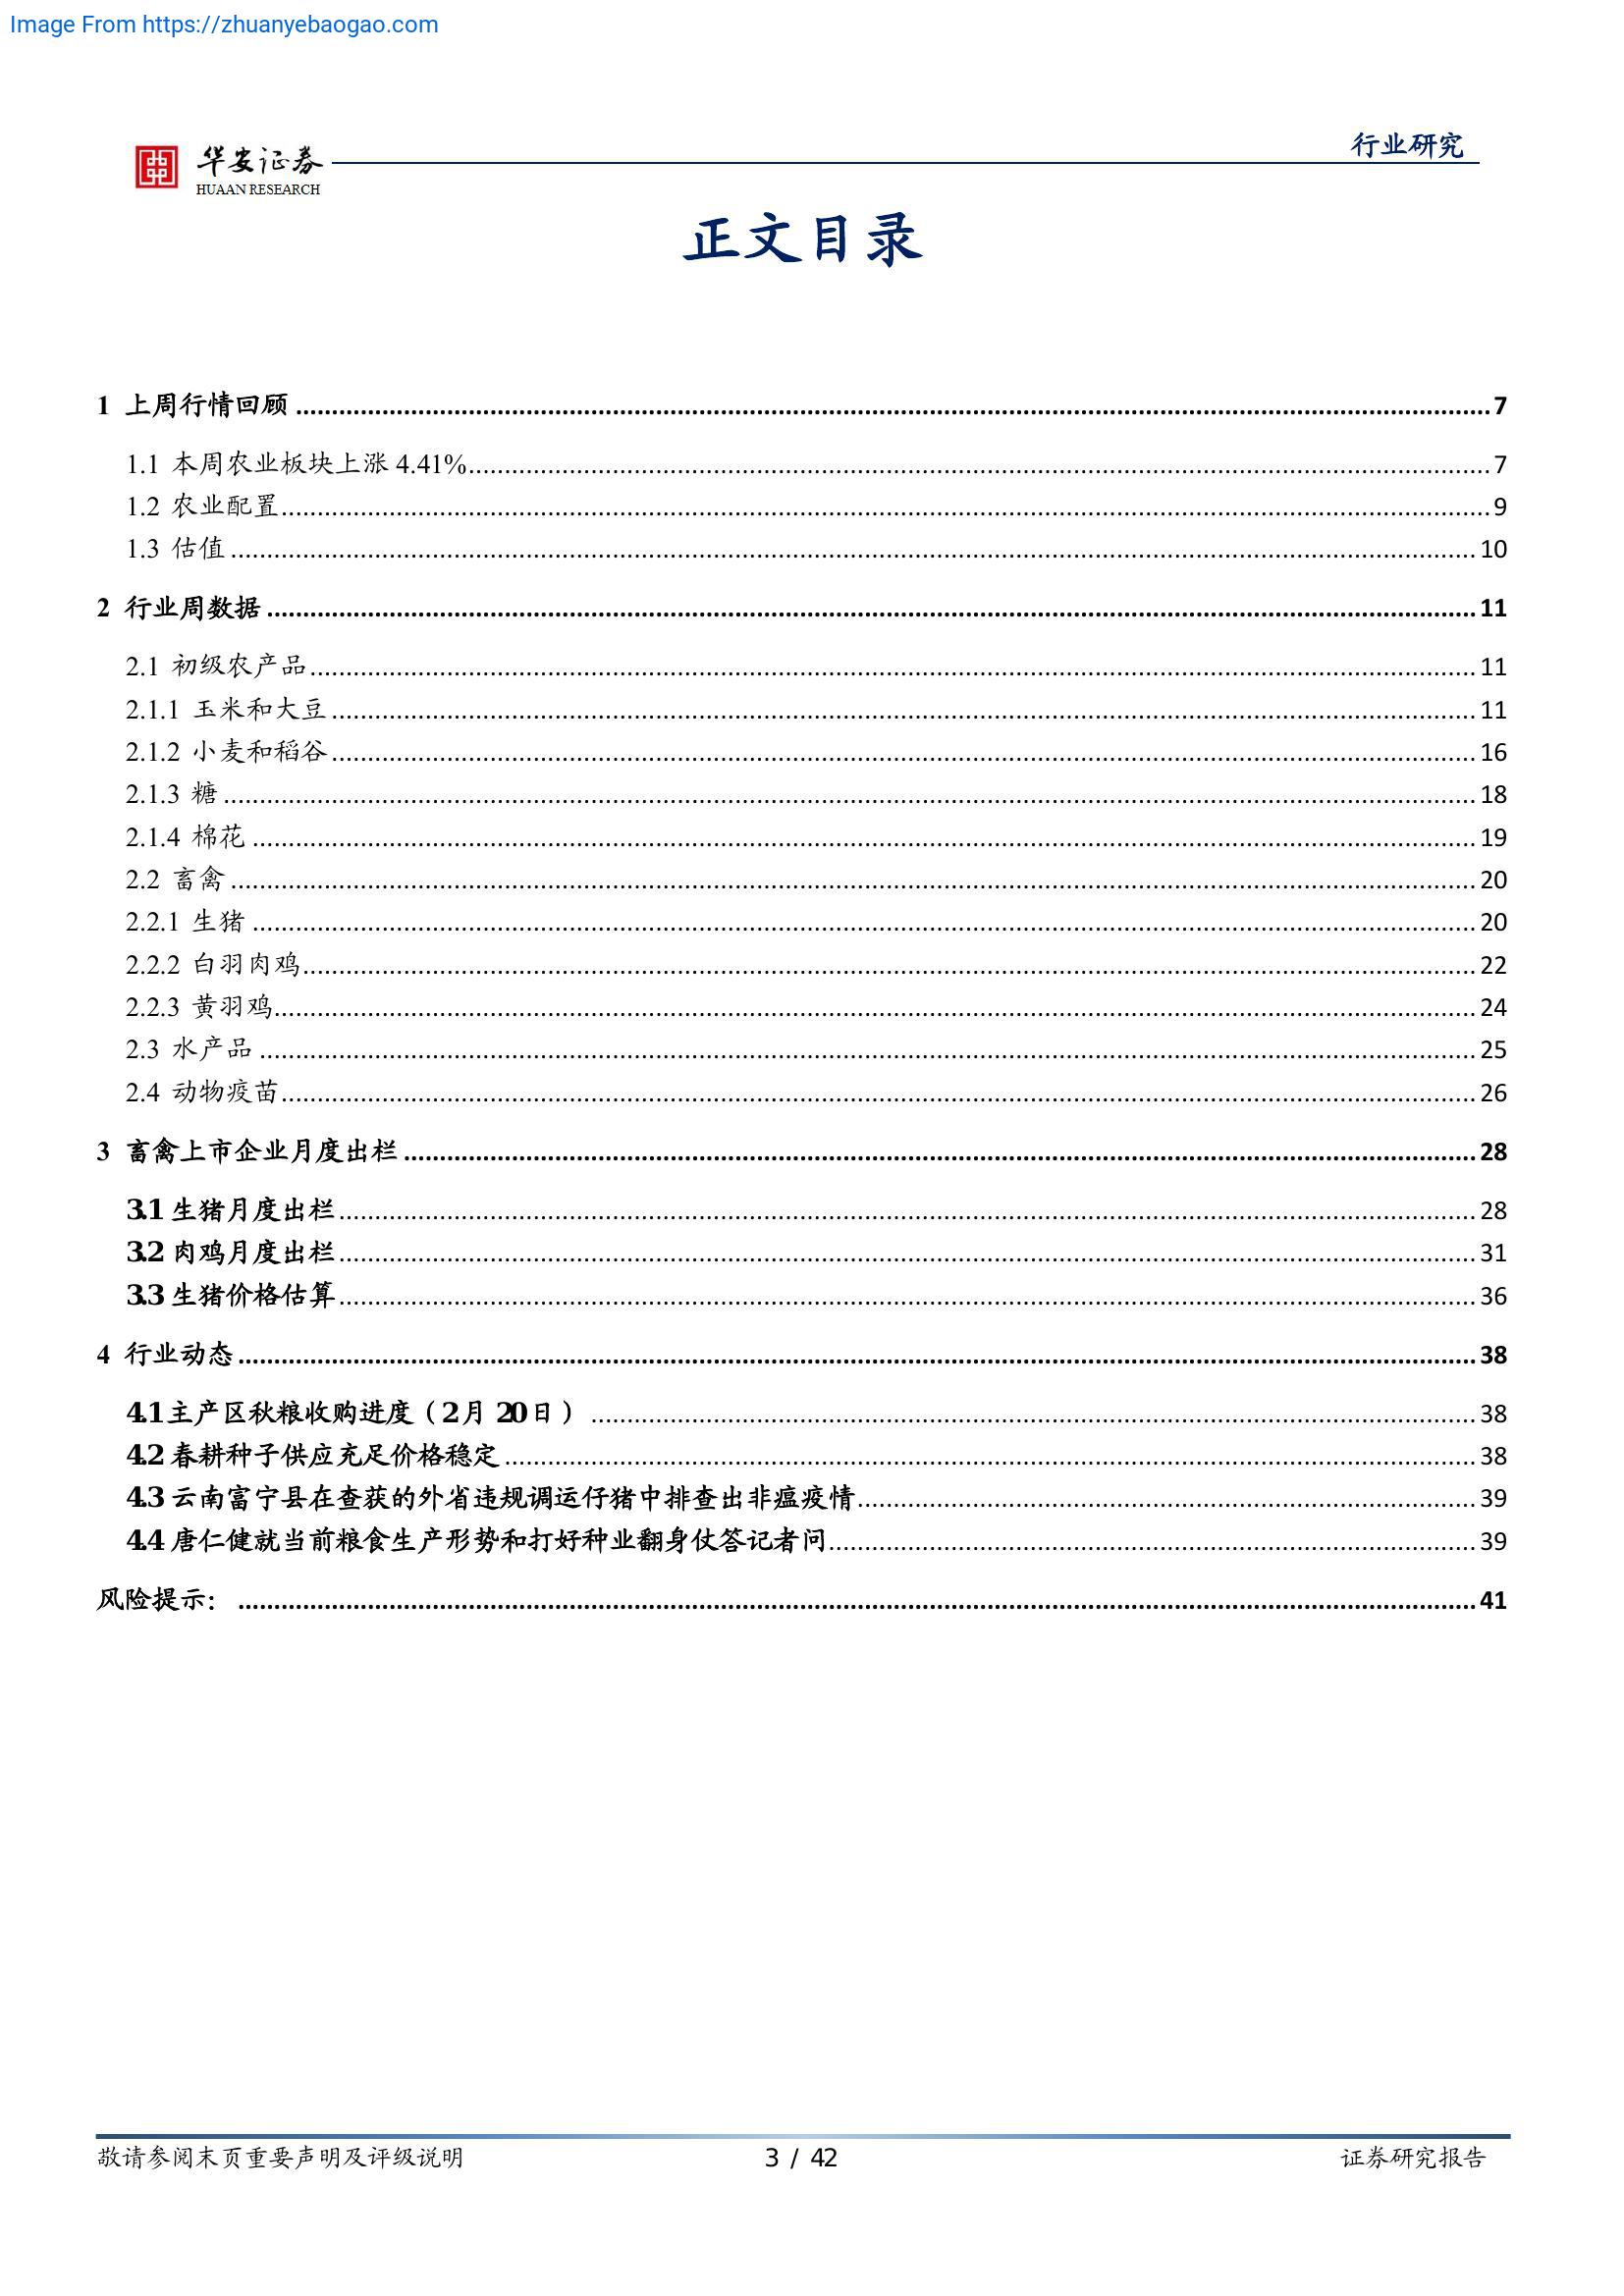 Image From https://zhuanyebaogao.com
行业研究
华安证券
HUAAN RESEARCH
正文目录
1 上周行情回顾 ........ 7
1.1 本周农业板块上涨 4.41% ........ 7
1.2 农业配置 ........ 9
1.3 估值 ........ 10
2 行业周数据 ........ 11
2.1 初级农产品 ........ 11
2.1.1 玉米和大豆 ........ 11
2.1.2 小麦和稻谷 ........ 16
2.1.3 糖 ........ 18
2.1.4 棉花 ........ 19
2.2 畜禽 ........ 20
2.2.1 生猪 ........ 20
2.2.2 白羽肉鸡 ........ 22
2.2.3 黄羽鸡 ........ 24
2.3 水产品 ........ 25
2.4 动物疫苗 ........ 26
3 畜禽上市企业月度出栏 ........ 28
3.1 生猪月度出栏 ........ 28
3.2 肉鸡月度出栏 ........ 31
3.3 生猪价格估算 ........ 36
4 行业动态 ........ 38
4.1 主产区秋粮收购进度（2月 20日） ........ 38
4.2 春耕种子供应充足价格稳定 ........ 38
4.3 云南富宁县在查获的外省违规调运仔猪中排查出非瘟疫情 ........ 39
4.4 唐仁健就当前粮食生产形势和打好种业翻身仗答记者问 ........ 39
风险提示： ........ 41
敬请参阅末页重要声明及评级说明 3 / 42 证券研究报告